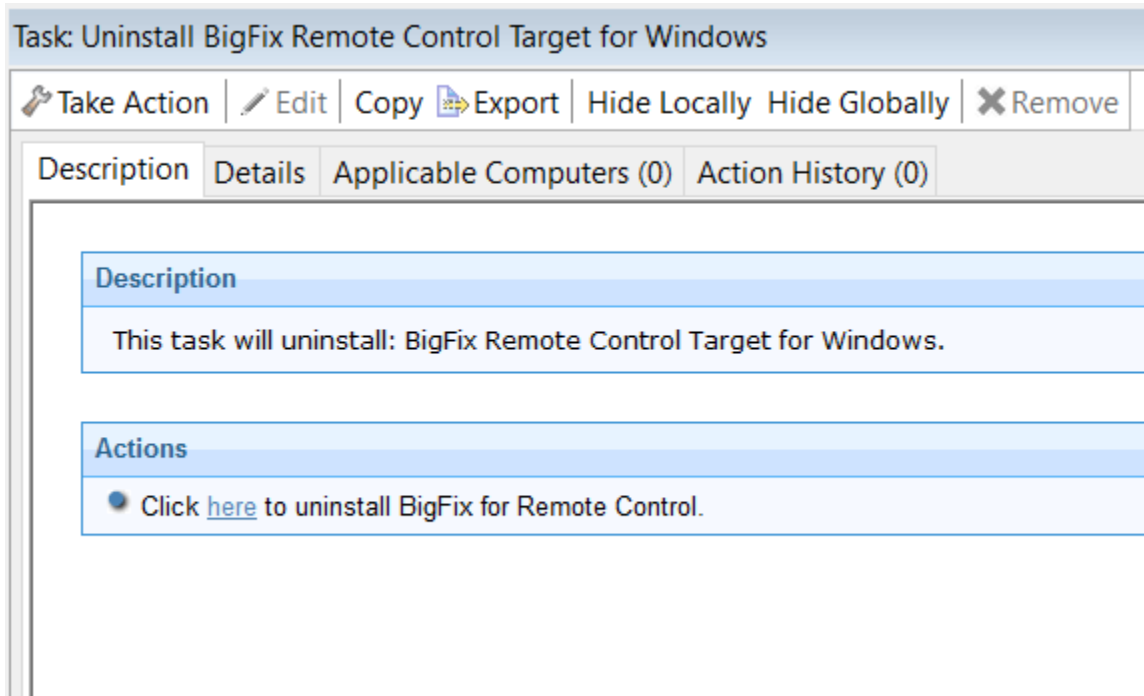 Task: Uninstall BigFix Remote Control Target for Windows
Take Action Edit Copy Export Hide Locally Hide Globally Remove
Description Details Applicable Computers (0) Action History (0)
Description
This task will uninstall: BigFix Remote Control Target for Windows.
Actions
Click here to uninstall BigFix for Remote Control.